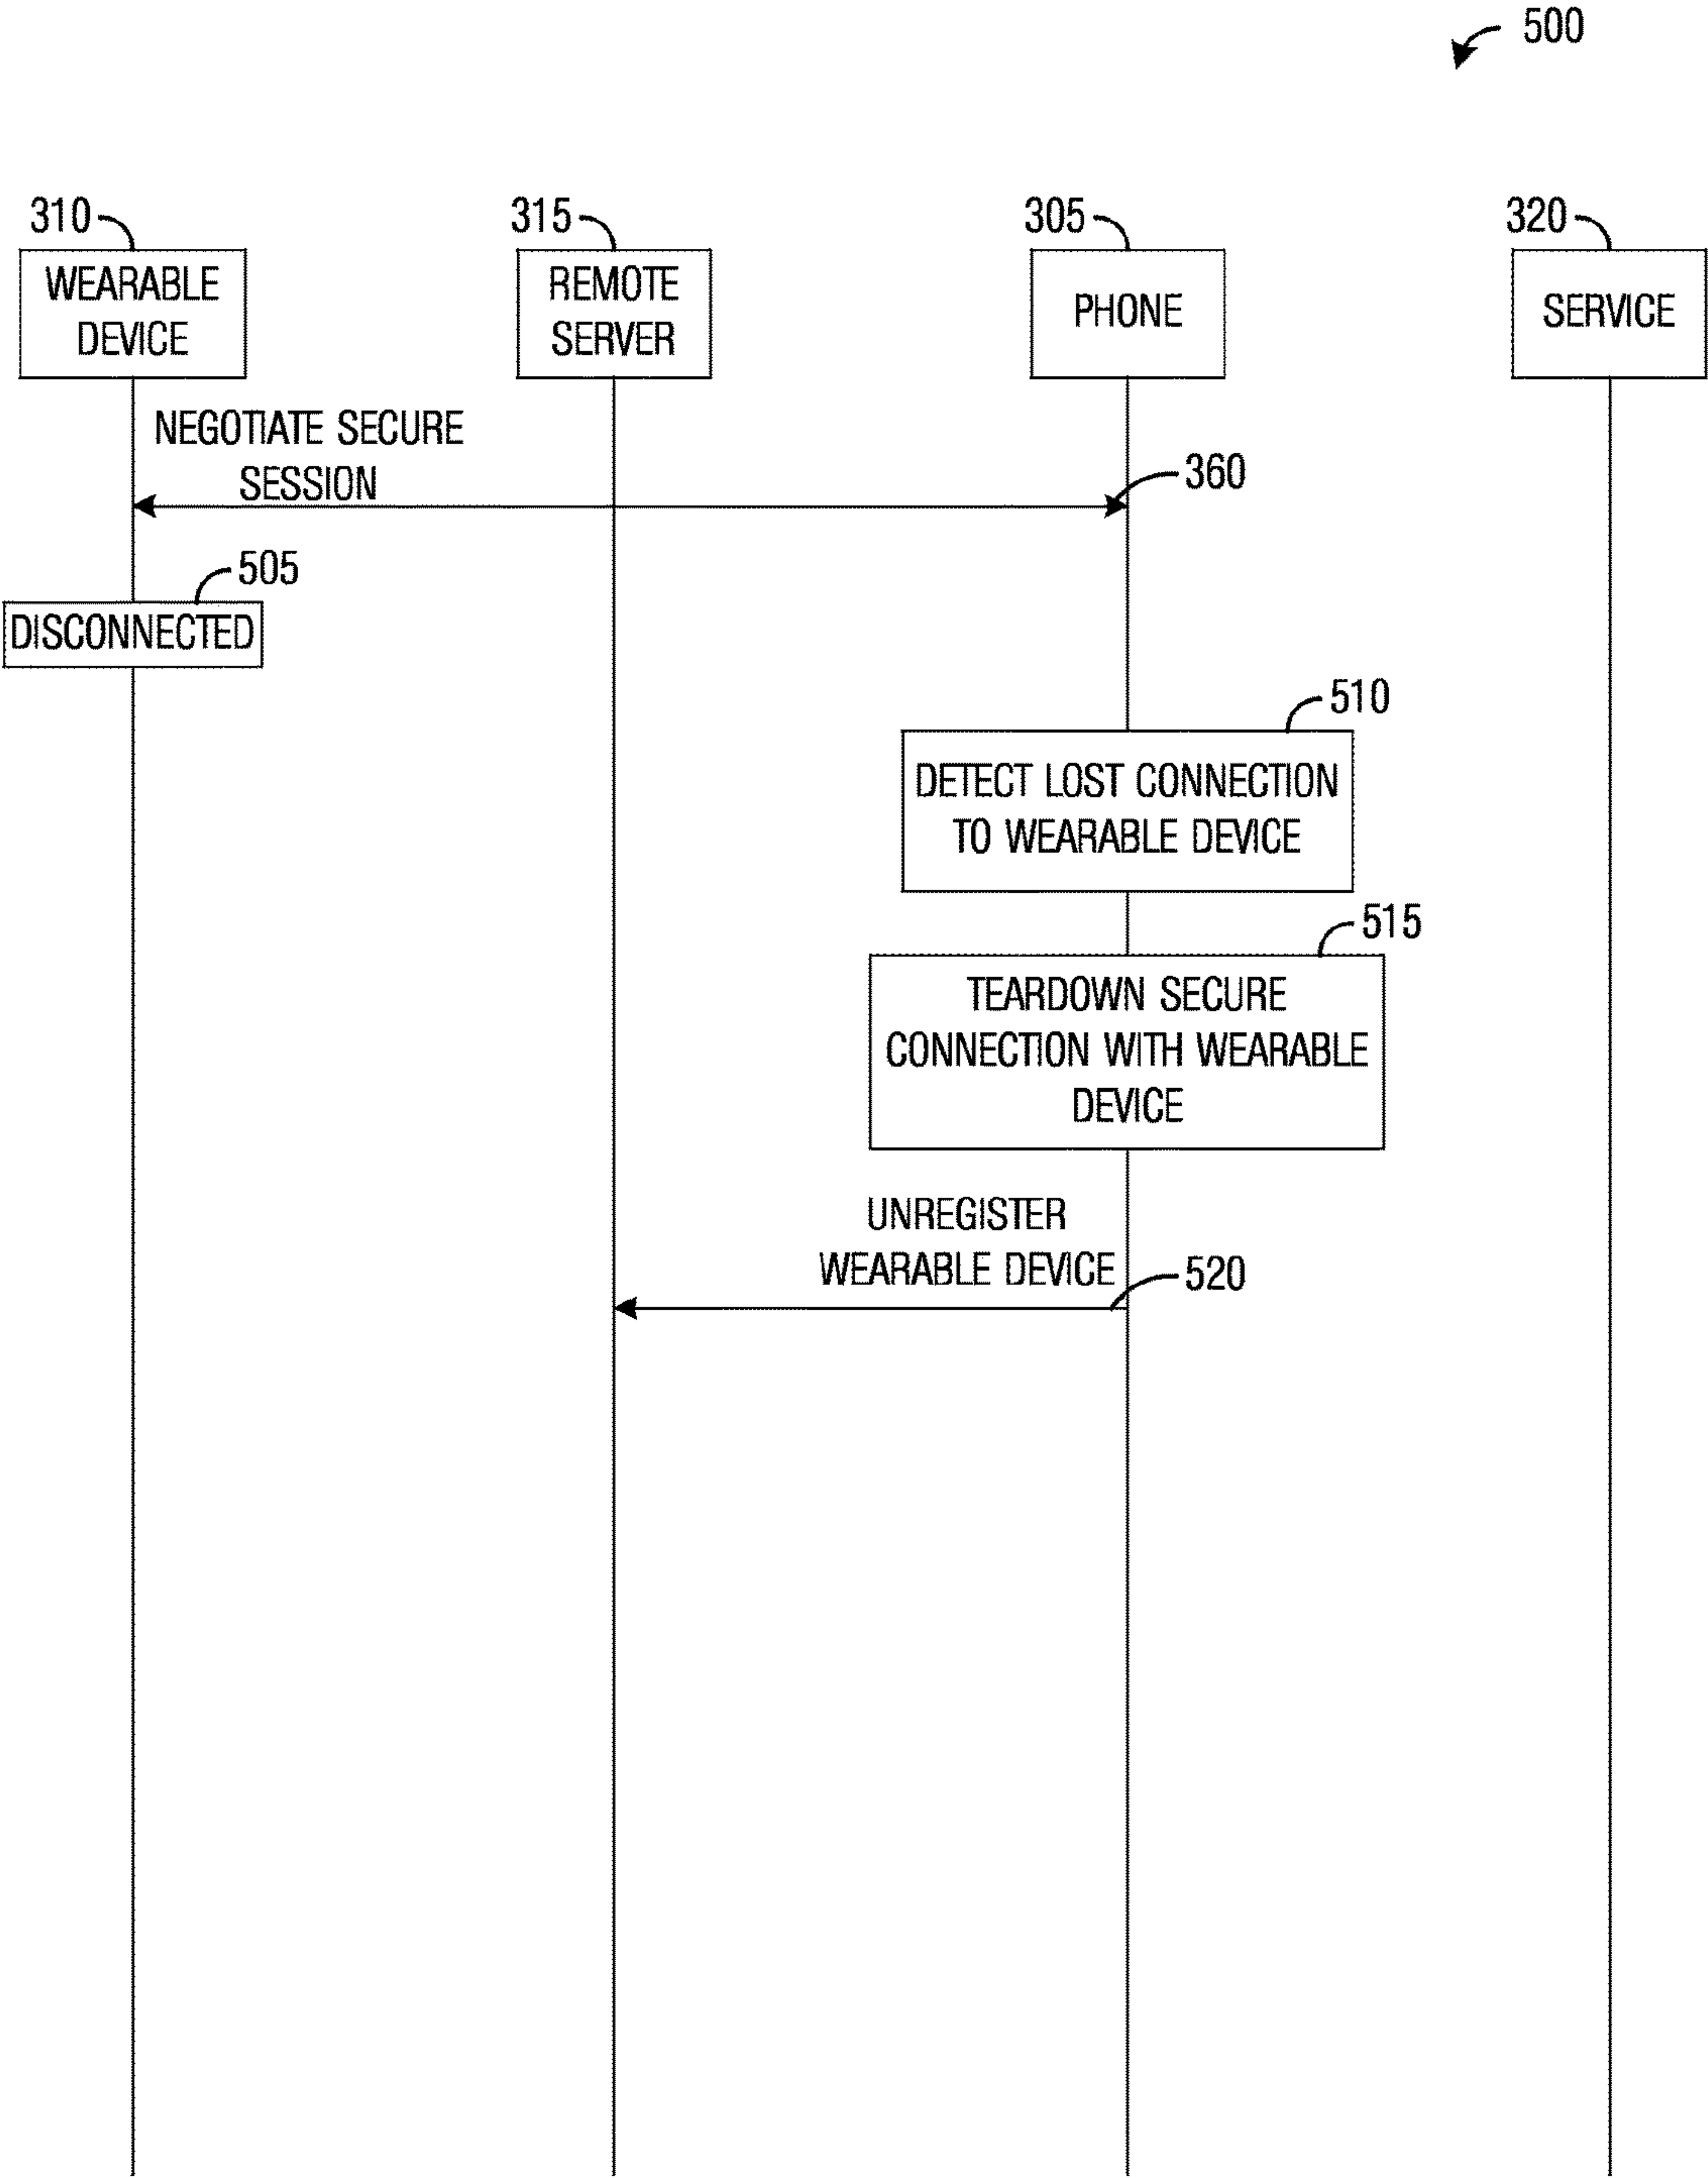 500
310
315
305
320
WEARABLE
DEVICE
REMOTE
SERVER
PHONE
SERVICE
NEGOTIATE SECURE
SESSION
360
505
DISCONNECTED
510
DETECT LOST CONNECTION
TO WEARABLE DEVICE
515
TEARDOWN SECURE
CONNECTION WITH WEARABLE
DEVICE
UNREGISTER
WEARABLE DEVICE
520